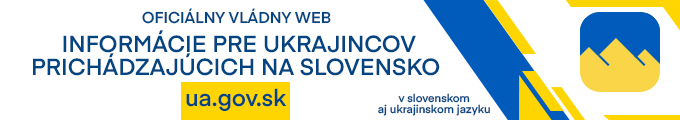 OFICIÁLNY VLÁDNY WEB
INFORMÁCIE PRE UKRAJINCOV
PRICHÁDZAJÚCICH NA SLOVENSKO
ua.gov.sk
v slovenskom
aj ukrajinskom jazyku